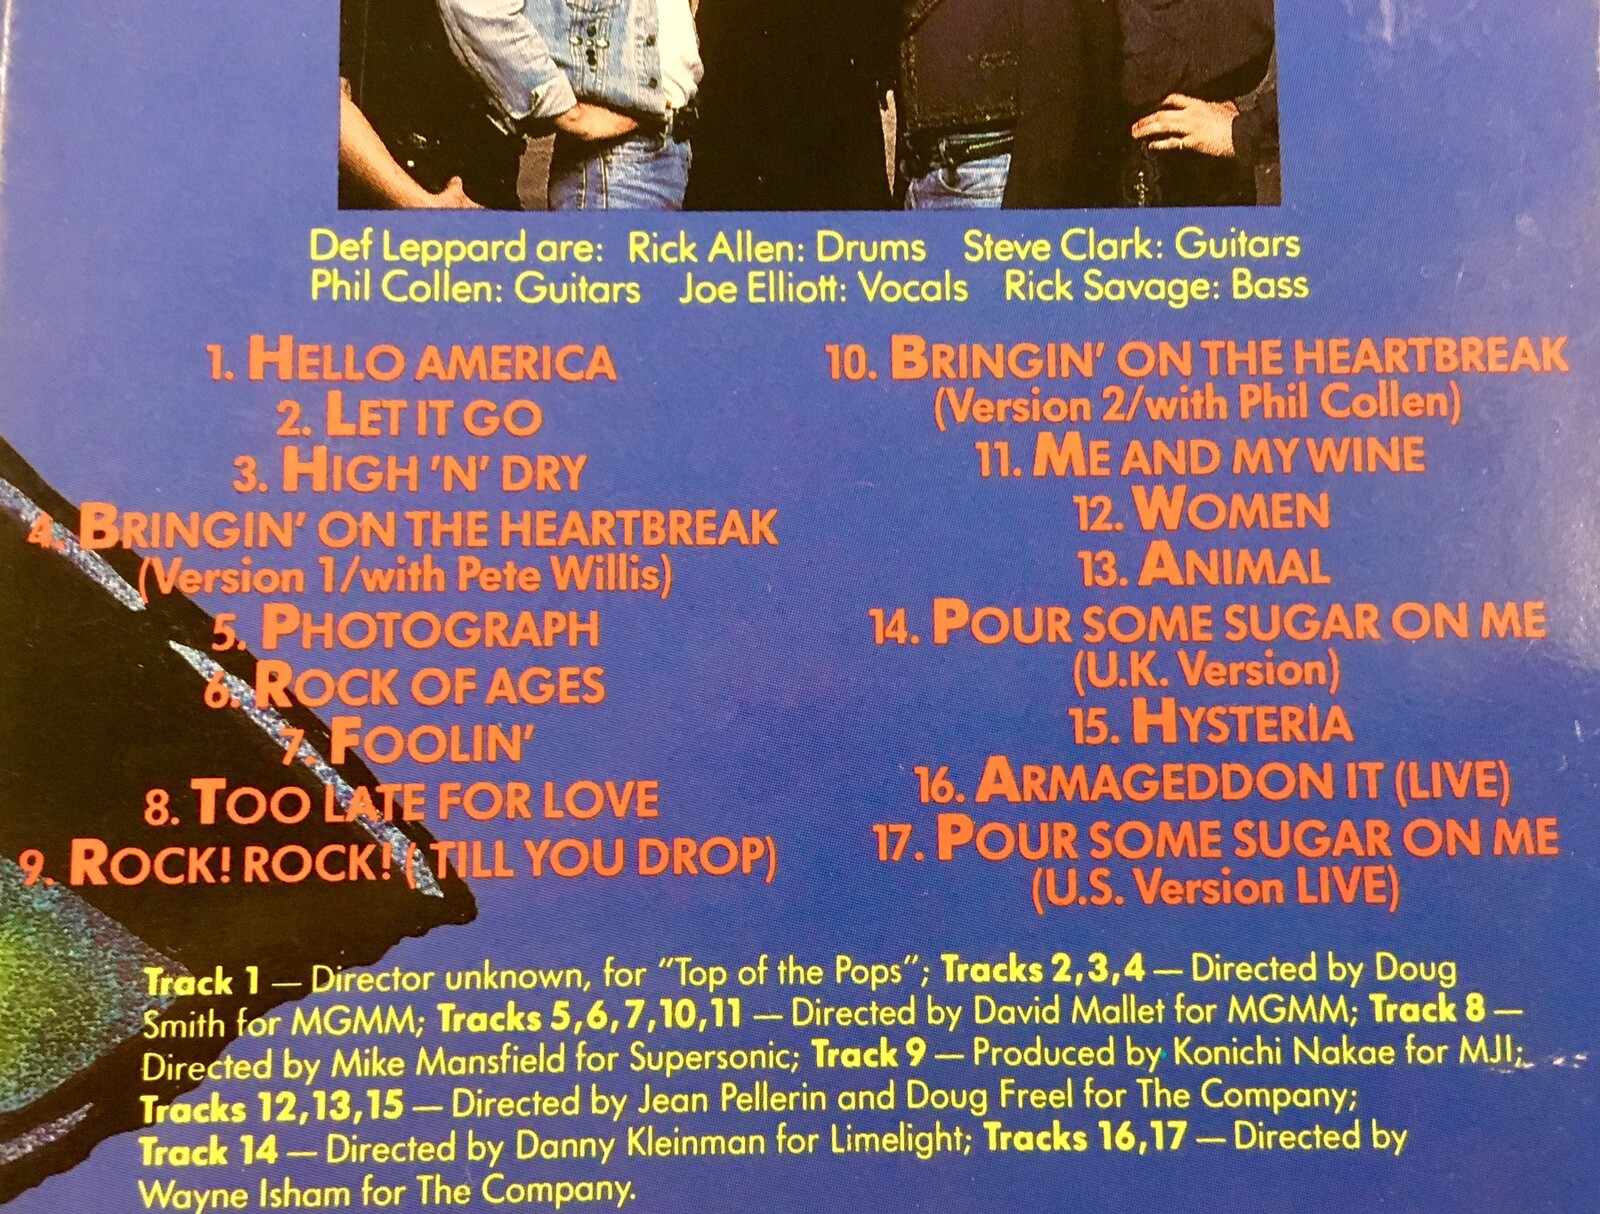 Def Leppard are: Rick Allen: Drums Steve Clark: Guitars
Phil Collen: Guitars Joe Elliott: Vocals Rick Savage: Bass
1. HELLO AMERICA
2. LET IT GO
3. HIGH 'N' DRY
4. BRINGIN' ON THE HEARTBREAK
(Version 1/with Pete Willis)
5. PHOTOGRAPH
6. ROCK OF AGES
7. FOOLIN'
8. TOO LATE FOR LOVE
9. ROCK! ROCK! ( TILL YOU DROP)
10. BRINGIN' ON THE HEARTBREAK
(Version 2/with Phil Collen)
11. ME AND MY WINE
12. WOMEN
13. ANIMAL
14. POUR SOME SUGAR ON ME
(U.K. Version)
15. HYSTERIA
16. ARMAGEDDON IT (LIVE)
17. POUR SOME SUGAR ON ME
(U.S. Version LIVE)
Track 1 — Director unknown, for "Top of the Pops"; Tracks 2,3,4 — Directed by Doug
Smith for MGMM; Tracks 5,6,7,10,11 — Directed by David Mallet for MGMM; Track 8 —
Directed by Mike Mansfield for Supersonic; Track 9 — Produced by Konichi Nakae for MJI;
Tracks 12,13,15 — Directed by Jean Pellerin and Doug Freel for The Company;
Track 14 — Directed by Danny Kleinman for Limelight; Tracks 16,17 — Directed by
Wayne Isham for The Company.